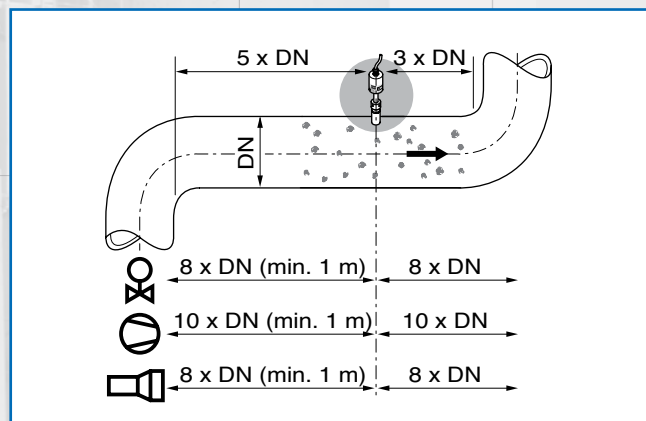 5 x DN
3 x DN
DN
8 x DN (min. 1 m)
8 x DN
10 x DN (min. 1 m)
10 x DN
8 x DN (min. 1 m)
8 x DN